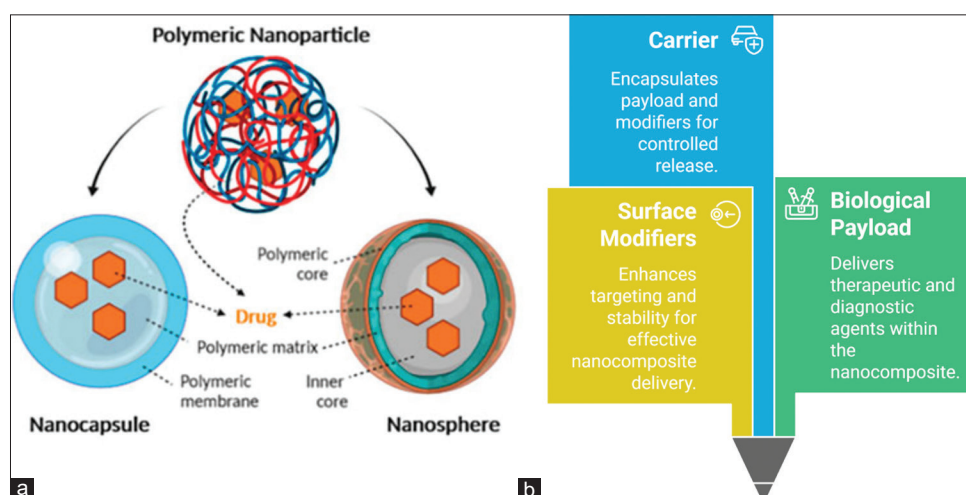 Polymeric Nanoparticle
Polymeric
core
Drug
Polymeric matrix
Polymeric
membrane
Inner
core
Nanocapsule
Nanosphere
a
Carrier
Encapsulates
payload and
modifiers for
controlled
release.
Surface
Modifiers
Enhances
targeting and
stability for
effective
nanocomposite
delivery.
Biological
Payload
Delivers
therapeutic and
diagnostic
agents within
the
nanocomposite.
b